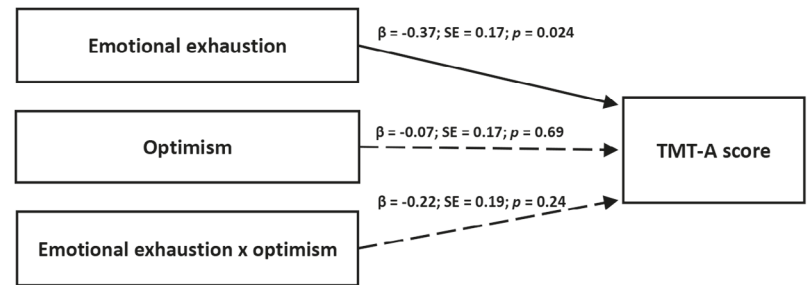 β = -0.37; SE = 0.17; p = 0.024
Emotional exhaustion
β = -0.07; SE = 0.17; p = 0.69
Optimism
TMT-A score
β = -0.22; SE = 0.19; p = 0.24
Emotional exhaustion x optimism